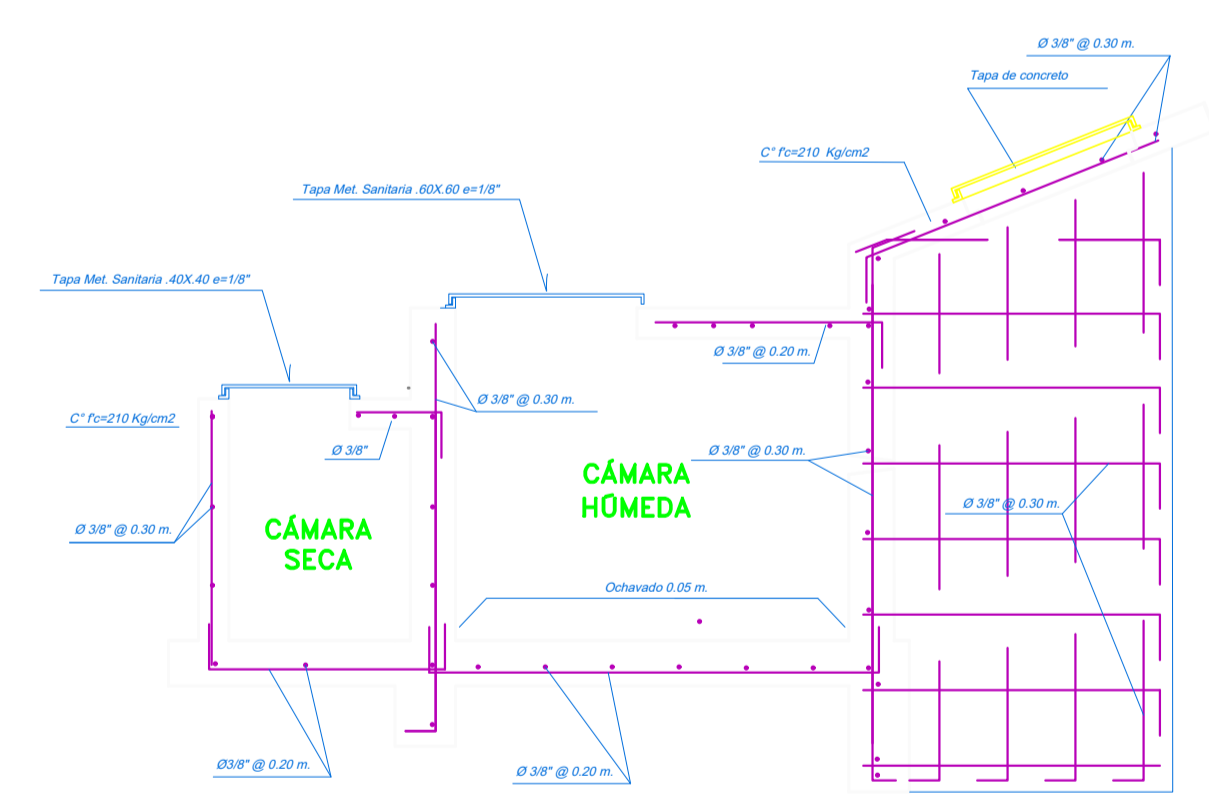 Ø 3/8" @ 0.30 m.
Tapa de concreto
C° f'c=210 Kg/cm2
Tapa Met. Sanitaria .60X.60 e=1/8"
Tapa Met. Sanitaria .40X.40 e=1/8"
Ø 3/8" @ 0.20 m.
Ø 3/8" @ 0.30 m.
C° f'c=210 Kg/cm2
Ø 3/8"
Ø 3/8" @ 0.30 m.
CÁMARA
HÚMEDA
Ø 3/8" @ 0.30 m.
Ø 3/8" @ 0.30 m.
CÁMARA
SECA
Ochavado 0.05 m.
Ø3/8" @ 0.20 m.
Ø 3/8" @ 0.20 m.